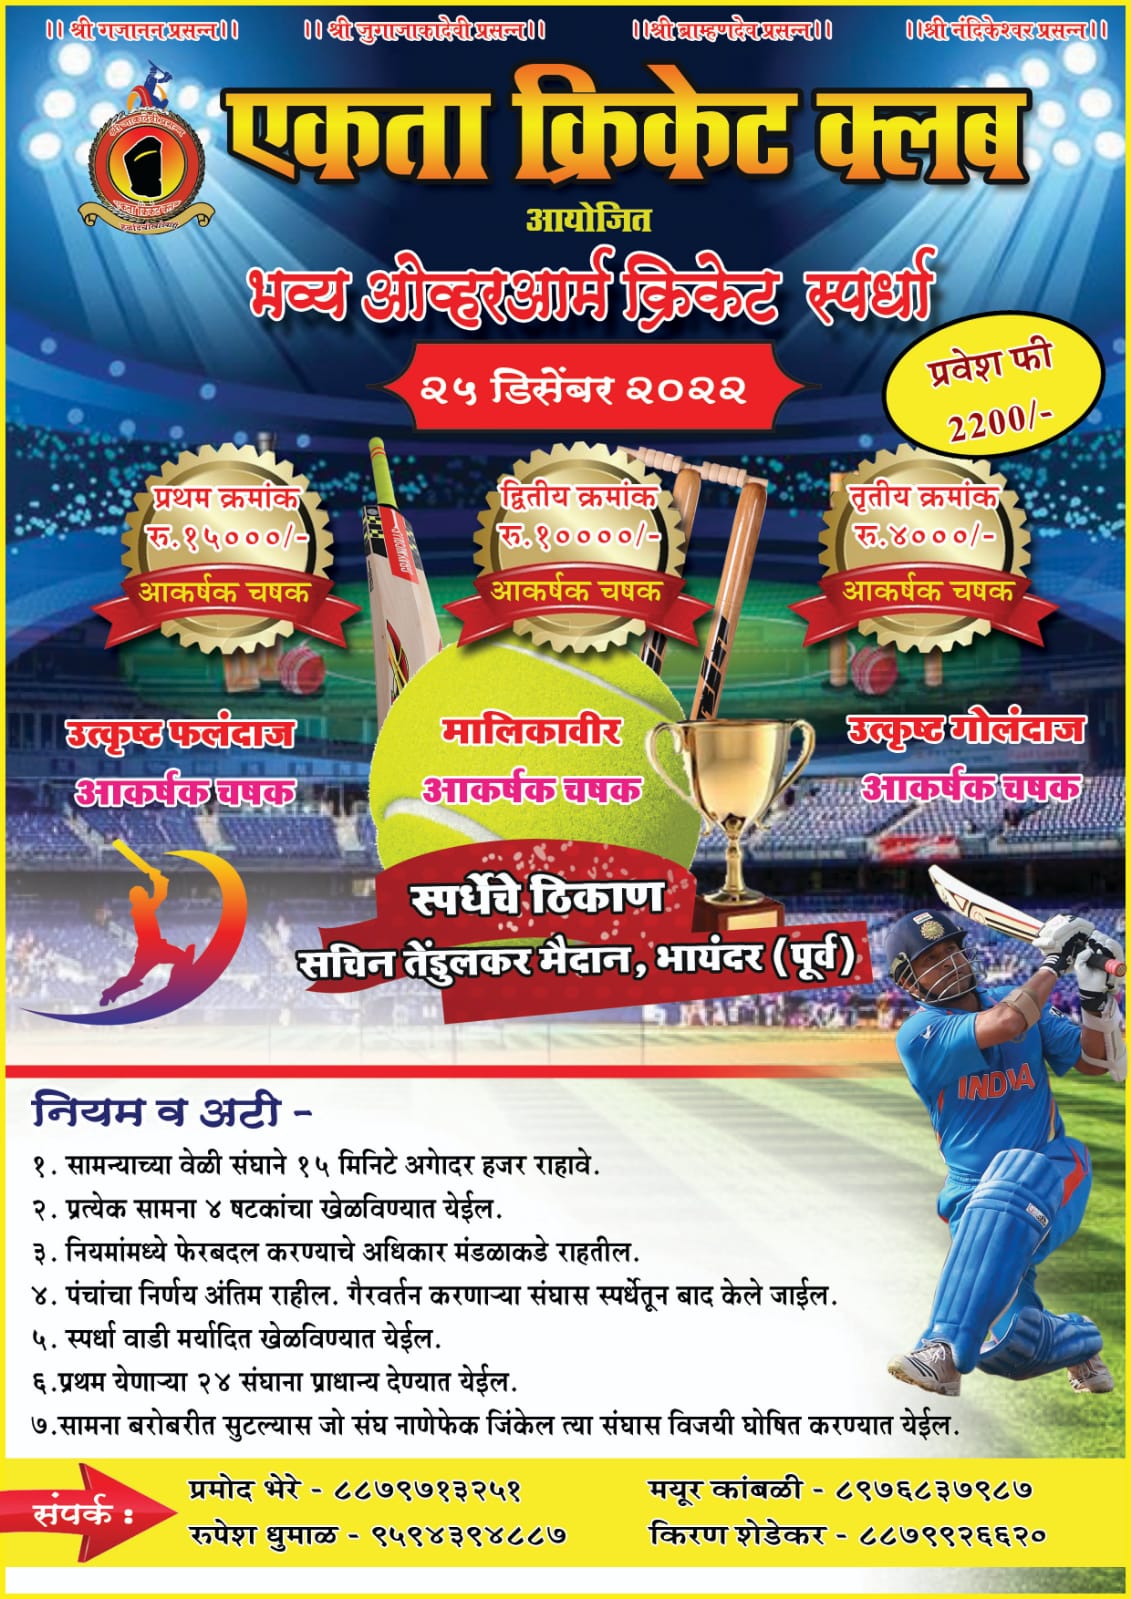 ।। श्री गजानन प्रसन्न।। ।। श्री जुगाजाकादेवी प्रसन्न।। ।।श्री ब्राम्हणदेव प्रसन्न।। ।।श्री नंदिकेश्वर प्रसन्न।।
एकता क्रिकेट क्लब
आयोजित
भव्य ओव्हरआर्म क्रिकेट स्पर्धा
२५ डिसेंबर २०२२
प्रवेश फी
2200/-
प्रथम क्रमांक
रू.१५०००/-
आकर्षक चषक
द्वितीय क्रमांक
रू.१००००/-
आकर्षक चषक
तृतीय क्रमांक
रू.४०००/-
आकर्षक चषक
उत्कृष्ट फलंदाज
आकर्षक चषक
मालिकावीर
आकर्षक चषक
उत्कृष्ट गोलंदाज
आकर्षक चषक
स्पर्धेचे ठिकाण
सचिन तेंडुलकर मैदान, भायंदर (पूर्व)
INDIA
नियम व अटी -
१. सामन्याच्या वेळी संघाने १५ मिनिटे अगोदर हजर राहावे.
२. प्रत्येक सामना ४ षटकांचा खेळविण्यात येईल.
३. नियमांमध्ये फेरबदल करण्याचे अधिकार मंडळाकडे राहतील.
४. पंचांचा निर्णय अंतिम राहील. गैरवर्तन करणाऱ्या संघास स्पर्धेतून बाद केले जाईल.
५. स्पर्धा वाडी मर्यादित खेळविण्यात येईल.
६.प्रथम येणाऱ्या २४ संघाना प्राधान्य देण्यात येईल.
७.सामना बरोबरीत सुटल्यास जो संघ नाणेफेक जिंकेल त्या संघास विजयी घोषित करण्यात येईल.
संपर्क :
प्रमोद भेरे - ८८७९७१३२५१
मयूर कांबळी - ८९७६८३७९८७
रुपेश धुमाळ - ९५९४३९४८८७
किरण शेडेकर - ८८७९९२६६२०